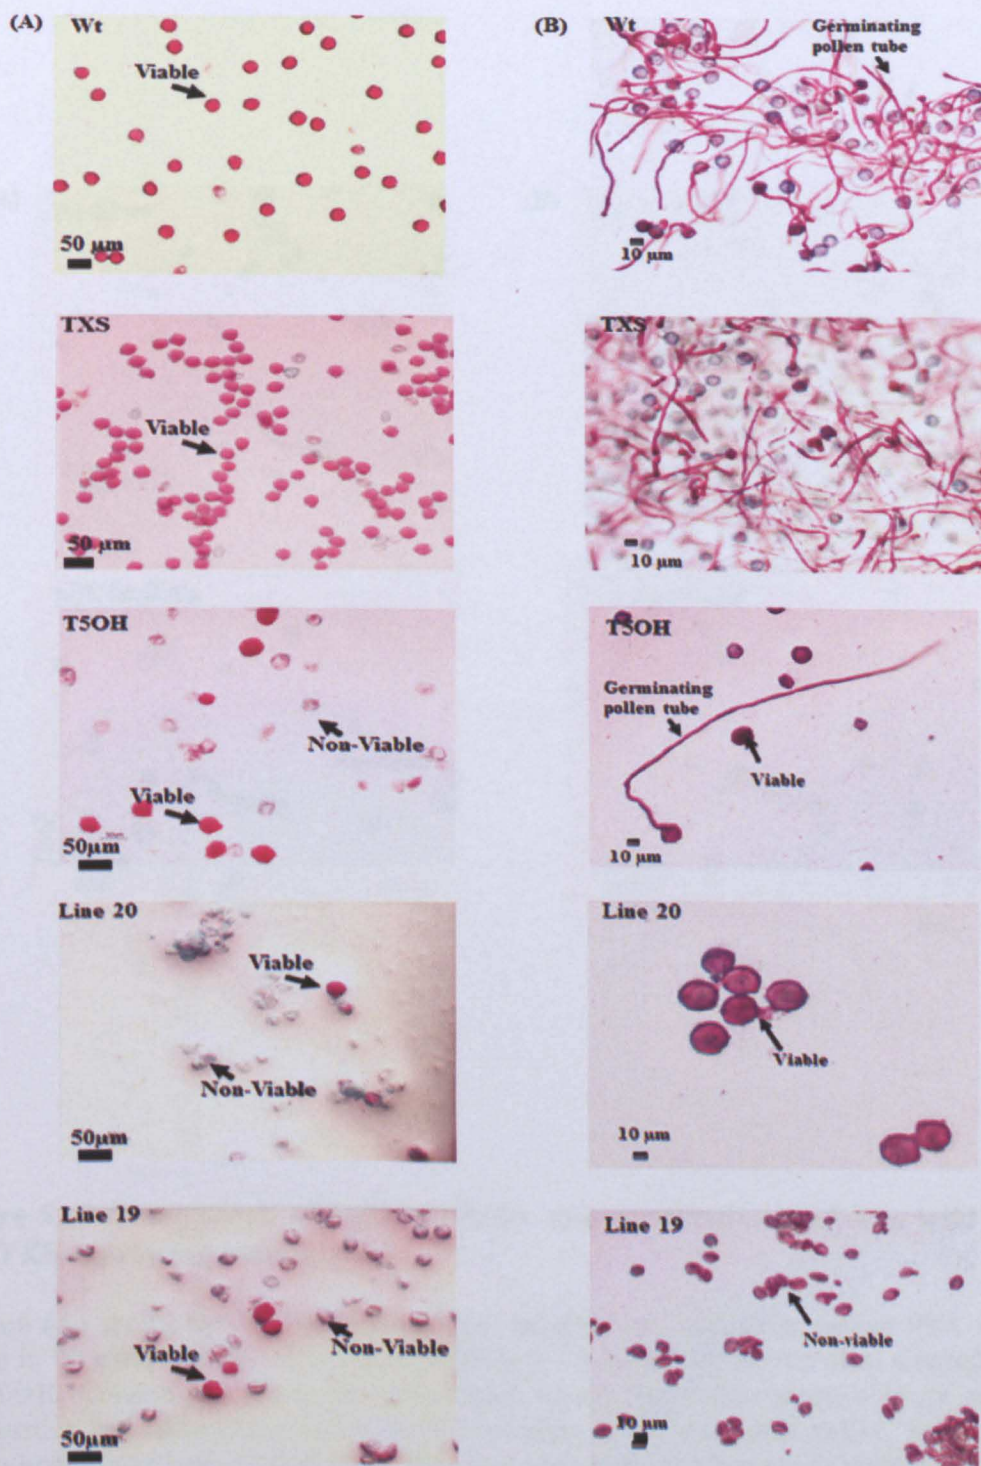 (A)
Wt
Viable
50 μm
(B)
Wt
Germinating
pollen tube
10 μm
TXS
Viable
50 μm
TXS
10 μm
T5OH
Non-Viable
Viable
50μm
T5OH
Germinating
pollen tube
Viable
10 μm
Line 20
Viable
Non-Viable
50μm
Line 20
Viable
10 μm
Line 19
Non-Viable
Viable
50μm
Line 19
Non-viable
10 μm